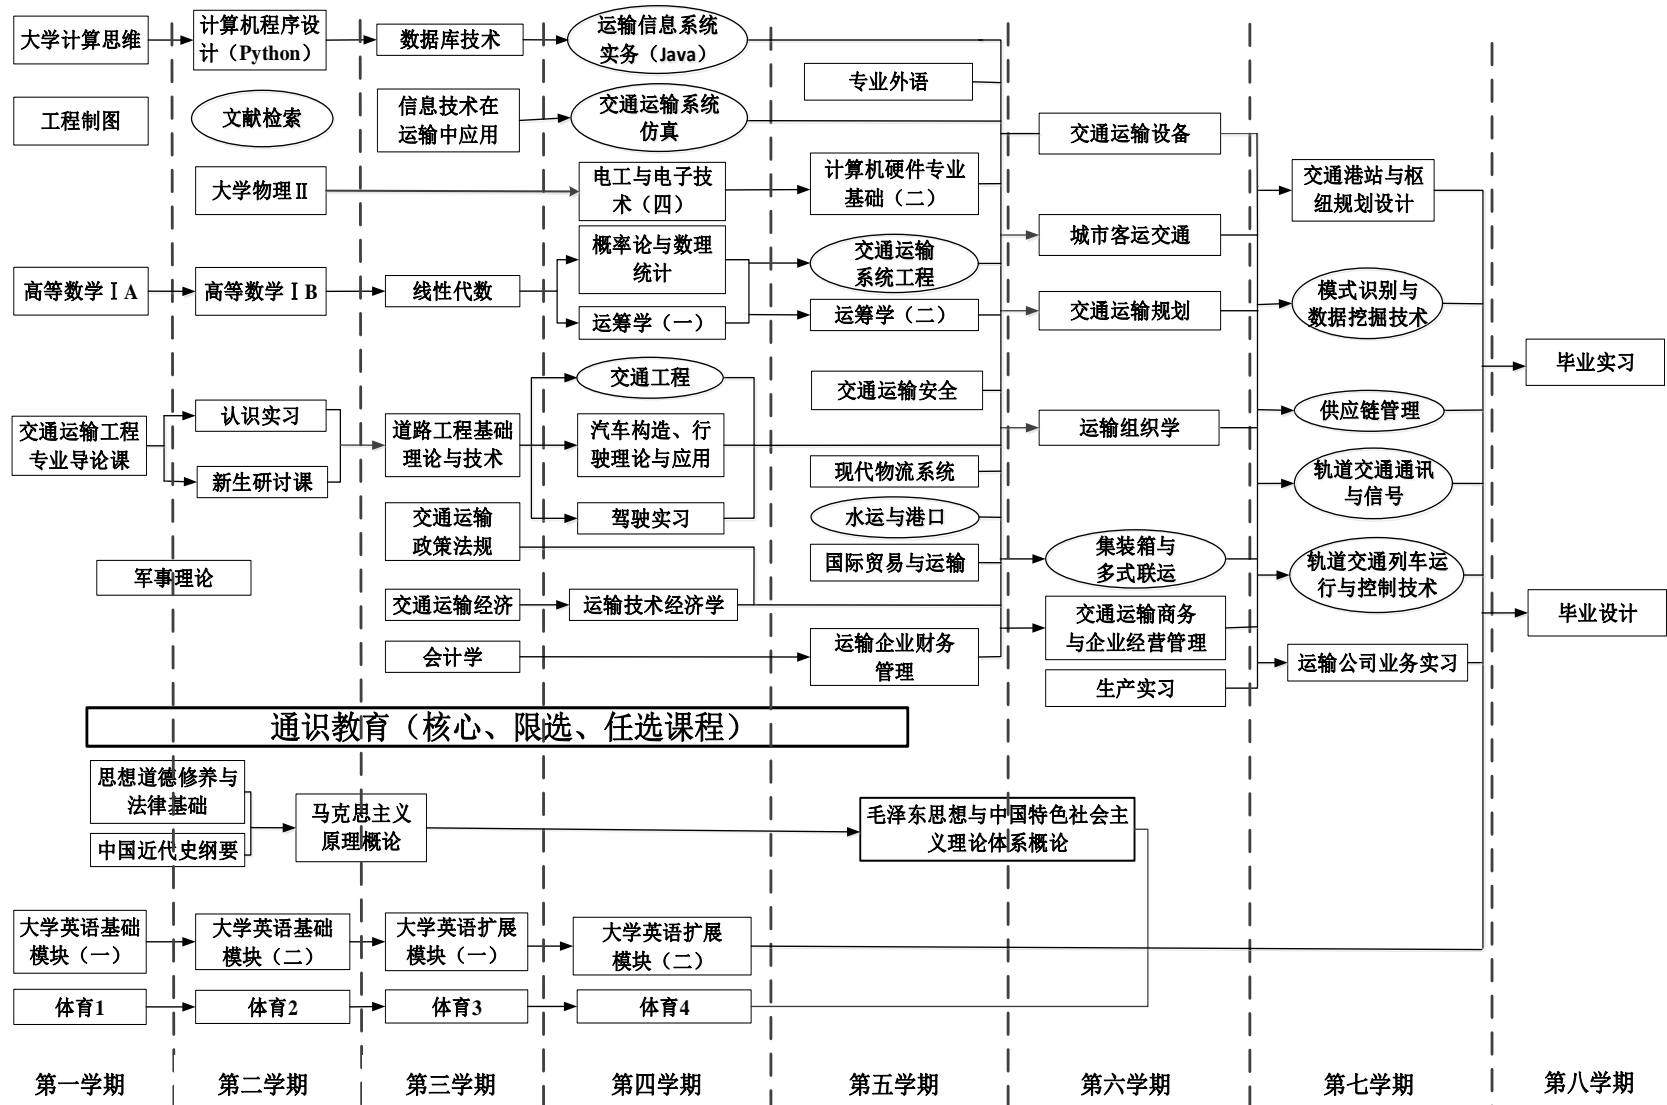 大学计算思维
工程制图
高等数学ⅠA
交通运输工程
专业导论课
计算机程序设
计（Python）
文献检索
大学物理Ⅱ
高等数学ⅠB
认识实习
新生研讨课
军事理论
数据库技术
信息技术在
运输中应用
线性代数
道路工程基础
理论与技术
交通运输
政策法规
交通运输经济
会计学
运输信息系统
实务（Java）
交通运输系统
仿真
电工与电子技
术（四）
概率论与数理
统计
运筹学（一）
交通工程
汽车构造、行
驶理论与应用
驾驶实习
运输技术经济学
专业外语
计算机硬件专业
基础（二）
交通运输
系统工程
运筹学（二）
交通运输安全
现代物流系统
水运与港口
国际贸易与运输
运输企业财务
管理
交通运输设备
城市客运交通
交通运输规划
运输组织学
集装箱与
多式联运
交通运输商务
与企业经营管理
生产实习
交通港站与枢
纽规划设计
模式识别与
数据挖掘技术
供应链管理
轨道交通通讯
与信号
轨道交通列车运
行与控制技术
运输公司业务实习
毕业实习
毕业设计
通识教育（核心、限选、任选课程）
思想道德修养与
法律基础
中国近代史纲要
马克思主义
原理概论
毛泽东思想与中国特色社会主
义理论体系概论
大学英语基础
模块（一）
大学英语基础
模块（二）
大学英语扩展
模块（一）
大学英语扩展
模块（二）
体育1
体育2
体育3
体育4
第一学期
第二学期
第三学期
第四学期
第五学期
第六学期
第七学期
第八学期